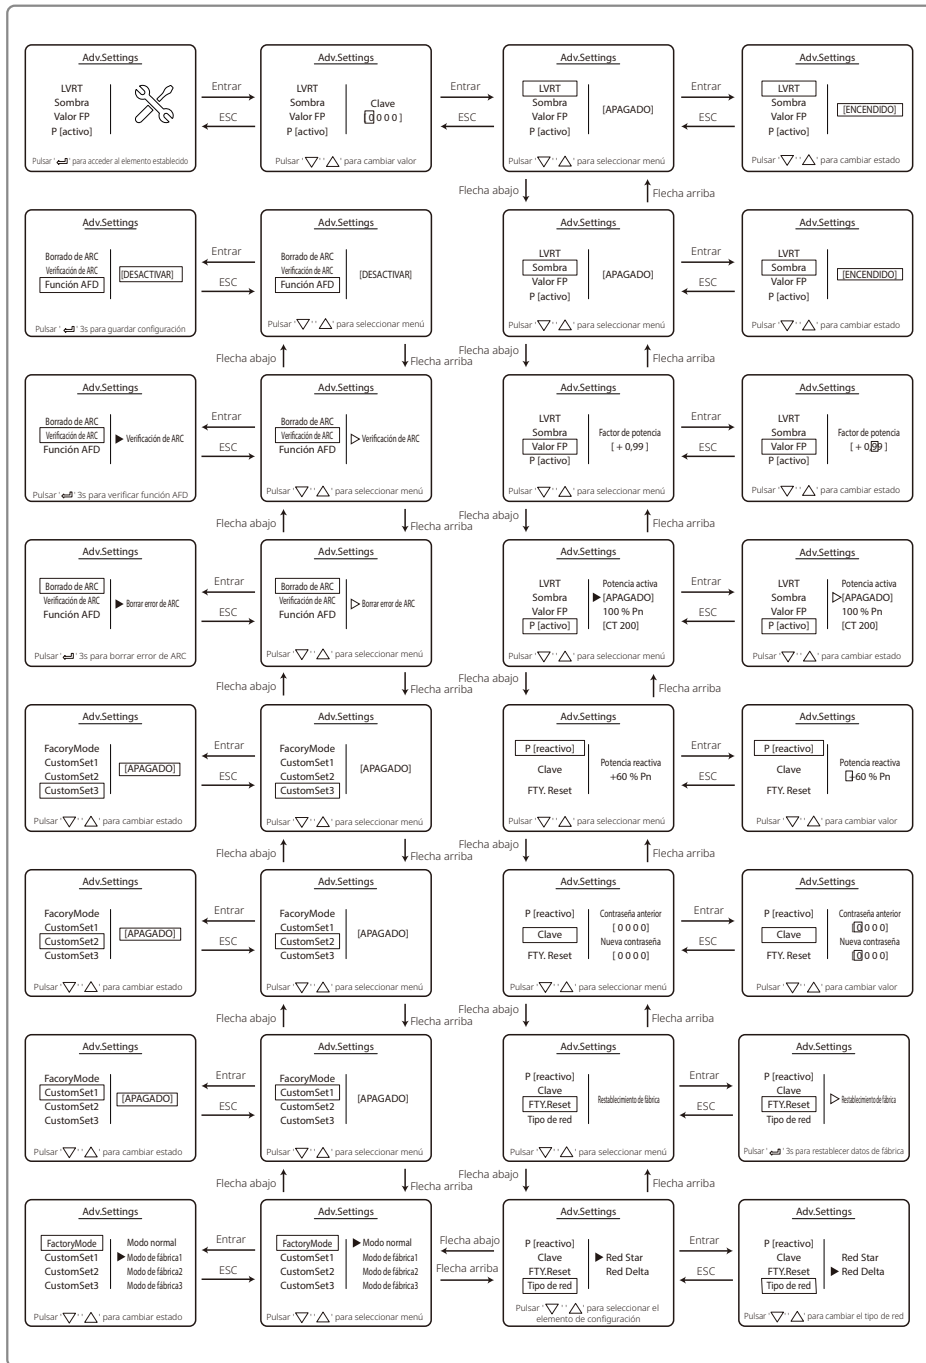 Adv.Settings
LVRT
Sombra
Valor FP
P [activo]
Pulsar ' ' para acceder al elemento establecido
Entrar
ESC
Adv.Settings
LVRT
Sombra
Valor FP
P [activo]
Clave
[0 0 0 0 ]
Pulsar ' ▽ ' ' △ ' para cambiar valor
Entrar
ESC
Adv.Settings
LVRT
Sombra
Valor FP
P [activo]
[APAGADO]
Pulsar ' ▽ ' ' △ ' para seleccionar menú
Entrar
ESC
Adv.Settings
LVRT
Sombra
Valor FP
P [activo]
[ENCENDIDO]
Pulsar ' ▽ ' ' △ ' para cambiar estado
Flecha abajo
Flecha arriba
Adv.Settings
Borrado de ARC
Verificación de ARC
Función AFD
[DESACTIVAR]
Pulsar ' ' 3s para guardar configuración
Entrar
ESC
Adv.Settings
Borrado de ARC
Verificación de ARC
Función AFD
[DESACTIVAR]
Pulsar ' ▽ ' ' △ ' para seleccionar menú
Adv.Settings
LVRT
Sombra
Valor FP
P [activo]
[APAGADO]
Pulsar ' ▽ ' ' △ ' para seleccionar menú
Entrar
ESC
Adv.Settings
LVRT
Sombra
Valor FP
P [activo]
[ENCENDIDO]
Pulsar ' ▽ ' ' △ ' para cambiar estado
Flecha abajo
Flecha arriba
Flecha abajo
Flecha arriba
Adv.Settings
Borrado de ARC
Verificación de ARC
Función AFD
▶ Verificación de ARC
Pulsar ' ' 3s para verificar función AFD
Entrar
ESC
Adv.Settings
Borrado de ARC
Verificación de ARC
Función AFD
▷ Verificación de ARC
Pulsar ' ▽ ' ' △ ' para seleccionar menú
Adv.Settings
LVRT
Sombra
Valor FP
P [activo]
Factor de potencia
[ + 0,99 ]
Pulsar ' ▽ ' ' △ ' para seleccionar menú
Entrar
ESC
Adv.Settings
LVRT
Sombra
Valor FP
P [activo]
Factor de potencia
[ + 0,99 ]
Pulsar ' ▽ ' ' △ ' para cambiar estado
Flecha abajo
Flecha arriba
Flecha abajo
Flecha arriba
Adv.Settings
Borrado de ARC
Verificación de ARC
Función AFD
▶ Borrar error de ARC
Pulsar ' ' 3s para borrar error de ARC
Entrar
ESC
Adv.Settings
Borrado de ARC
Verificación de ARC
Función AFD
▷ Borrar error de ARC
Pulsar ' ▽ ' ' △ ' para seleccionar menú
Adv.Settings
LVRT
Sombra
Valor FP
P [activo]
Potencia activa
▶[APAGADO]
100 % Pn
[CT 200]
Pulsar ' ▽ ' ' △ ' para seleccionar menú
Entrar
ESC
Adv.Settings
LVRT
Sombra
Valor FP
P [activo]
Potencia activa
▷[APAGADO]
100 % Pn
[CT 200]
Pulsar ' ▽ ' ' △ ' para cambiar estado
Flecha abajo
Flecha arriba
Flecha abajo
Flecha arriba
Adv.Settings
FacoryMode
CustomSet1
CustomSet2
CustomSet3
[APAGADO]
Pulsar ' ▽ ' ' △ ' para cambiar estado
Entrar
ESC
Adv.Settings
FacoryMode
CustomSet1
CustomSet2
CustomSet3
[APAGADO]
Pulsar ' ▽ ' ' △ ' para seleccionar menú
Adv.Settings
P [reactivo]
Clave
FTY. Reset
Potencia reactiva
+60 % Pn
Pulsar ' ▽ ' ' △ ' para seleccionar menú
Entrar
ESC
Adv.Settings
P [reactivo]
Clave
FTY. Reset
Potencia reactiva
+60 % Pn
Pulsar ' ▽ ' ' △ ' para cambiar valor
Flecha abajo
Flecha arriba
Flecha abajo
Flecha arriba
Adv.Settings
FacoryMode
CustomSet1
CustomSet2
CustomSet3
[APAGADO]
Pulsar ' ▽ ' ' △ ' para cambiar estado
Entrar
ESC
Adv.Settings
FacoryMode
CustomSet1
CustomSet2
CustomSet3
[APAGADO]
Pulsar ' ▽ ' ' △ ' para seleccionar menú
Adv.Settings
P [reactivo]
Clave
FTY. Reset
Contraseña anterior
[ 0 0 0 0]
Nueva contraseña
[ 0 0 0 0]
Pulsar ' ▽ ' ' △ ' para seleccionar menú
Entrar
ESC
Adv.Settings
P [reactivo]
Clave
FTY. Reset
Contraseña anterior
[0 0 0 0]
Nueva contraseña
[0 0 0 0]
Pulsar ' ▽ ' ' △ ' para cambiar valor
Flecha abajo
Flecha arriba
Flecha abajo
Flecha arriba
Adv.Settings
FacoryMode
CustomSet1
CustomSet2
CustomSet3
[APAGADO]
Pulsar ' ▽ ' ' △ ' para cambiar estado
Entrar
ESC
Adv.Settings
FacoryMode
CustomSet1
CustomSet2
CustomSet3
[APAGADO]
Pulsar ' ▽ ' ' △ ' para seleccionar menú
Adv.Settings
P [reactivo]
Clave
FTY.Reset
Tipo de red
Restablecimiento de fábrica
Pulsar ' ▽ ' ' △ ' para seleccionar menú
Entrar
ESC
Adv.Settings
P [reactivo]
Clave
FTY.Reset
Tipo de red
▷ Restablecimiento de fábrica
Pulsar ' ' 3s para restablecer datos de fábrica
Flecha abajo
Flecha arriba
Flecha abajo
Flecha arriba
Adv.Settings
FactoryMode
CustomSet1
CustomSet2
CustomSet3
Modo normal
▶ Modo de fábrica1
Modo de fábrica2
Modo de fábrica3
Pulsar ' ▽ ' ' △ ' para cambiar estado
Entrar
ESC
Adv.Settings
FactoryMode
CustomSet1
CustomSet2
CustomSet3
▶ Modo normal
Modo de fábrica1
Modo de fábrica2
Modo de fábrica3
Pulsar ' ▽ ' ' △ ' para seleccionar menú
Flecha abajo
Flecha arriba
Adv.Settings
P [reactivo]
Clave
FTY.Reset
Tipo de red
▶ Red Star
Red Delta
Pulsar ' ▽ ' ' △ ' para seleccionar el
elemento de configuración
Entrar
ESC
Adv.Settings
P [reactivo]
Clave
FTY.Reset
Tipo de red
Red Star
▶ Red Delta
Pulsar ' ▽ ' ' △ ' para cambiar el tipo de red